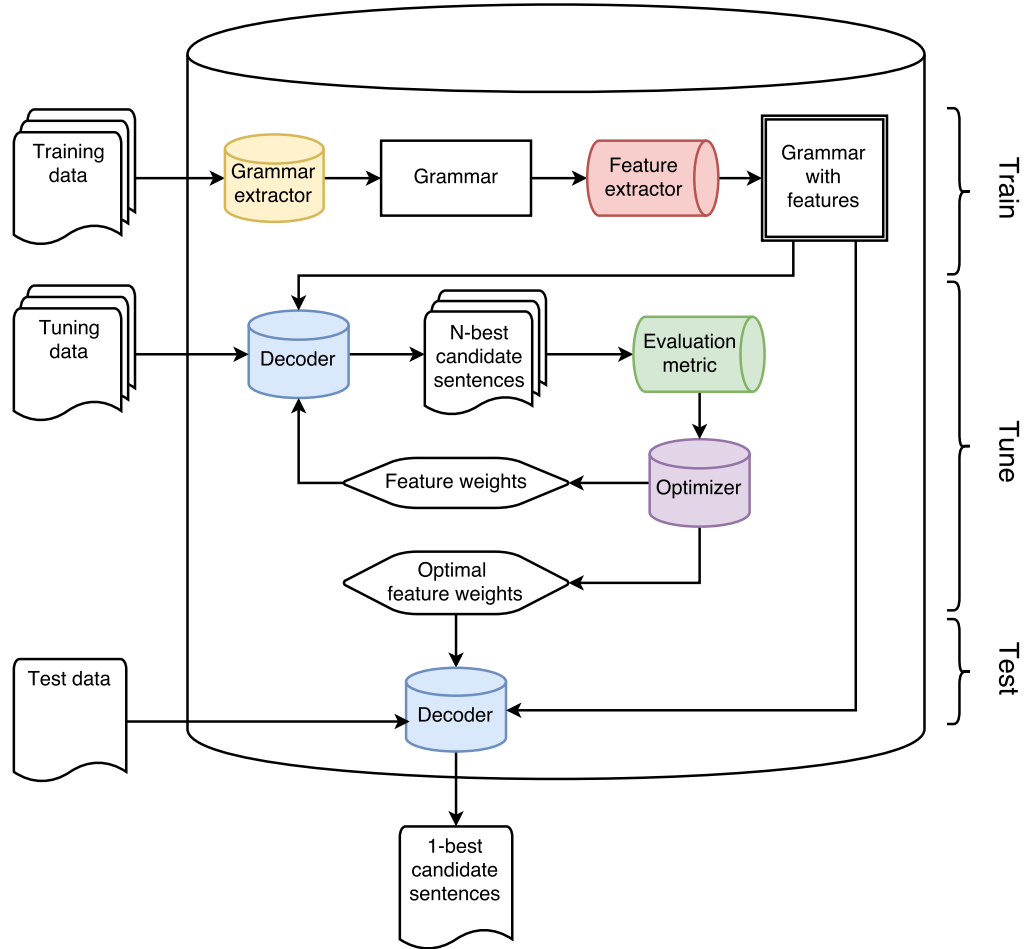 Training
data
Grammar
extractor
Grammar
Feature
extractor
Grammar
with
features
Train
Tuning
data
Decoder
N-best
candidate
sentences
Evaluation
metric
Feature weights
Optimizer
Tune
Optimal
feature weights
Test data
Decoder
Test
1-best
candidate
sentences